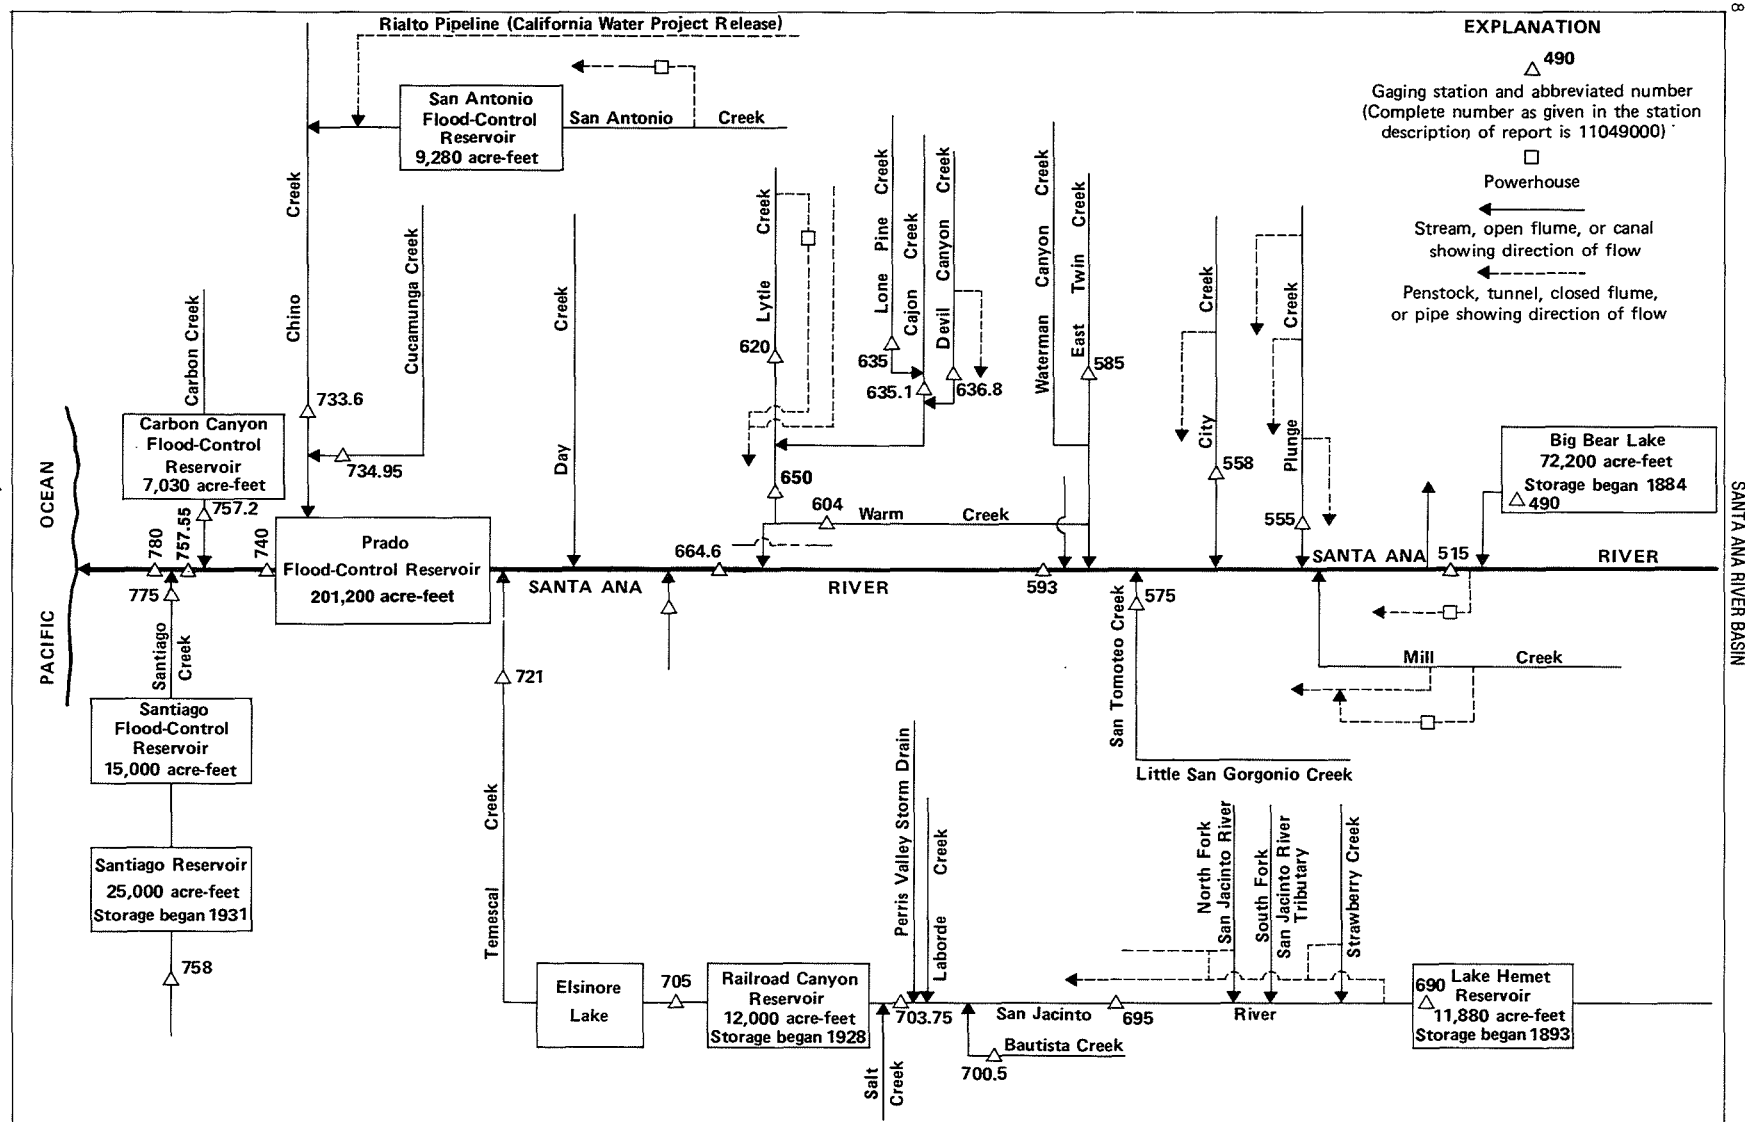 8
SANTA ANA RIVER BASIN
Rialto Pipeline (California Water Project Release)
EXPLANATION
490
Gaging station and abbreviated number
(Complete number as given in the station
description of report is 11049000)
Powerhouse
Stream, open flume, or canal
showing direction of flow
Penstock, tunnel, closed flume,
or pipe showing direction of flow
San Antonio
Flood-Control
Reservoir
9,280 acre-feet
San Antonio Creek
Chino Creek
Cucamunga Creek
Carbon Creek
Day Creek
Lytle Creek
Lone Pine Creek
Cajon Creek
Devil Canyon Creek
Waterman Canyon Creek
East Twin Creek
City Creek
Plunge Creek
733.6
734.95
620
635
635.1
636.8
585
558
555
650
604
Warm Creek
Carbon Canyon
Flood-Control
Reservoir
7,030 acre-feet
757.2
Big Bear Lake
72,200 acre-feet
Storage began 1884
490
PACIFIC OCEAN
780
757.55
740
Prado
Flood-Control Reservoir
201,200 acre-feet
SANTA ANA
664.6
RIVER
593
SANTA ANA
515
RIVER
775
Santiago
Creek
721
575
San Tomoteo Creek
Mill Creek
Little San Gorgonio Creek
Santiago
Flood-Control
Reservoir
15,000 acre-feet
Santiago Reservoir
25,000 acre-feet
Storage began 1931
758
Temescal Creek
Perris Valley Storm Drain
Laborde Creek
North Fork
San Jacinto River
South Fork
San Jacinto River
Tributary
Strawberry Creek
Elsinore
Lake
705
Railroad Canyon
Reservoir
12,000 acre-feet
Storage began 1928
703.75
San Jacinto
695
River
690
Lake Hemet
Reservoir
11,880 acre-feet
Storage began 1893
Salt
Creek
700.5
Bautista Creek